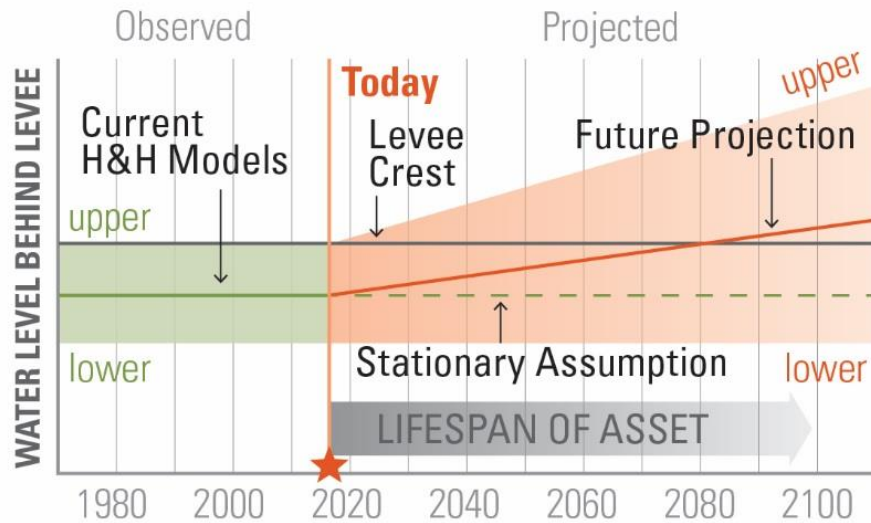 Observed
Projected
Today
upper
Current
H&H Models
Levee
Crest
Future Projection
upper
lower
Stationary Assumption
lower
LIFESPAN OF ASSET
WATER LEVEL BEHIND LEVEE
1980 2000 2020 2040 2060 2080 2100